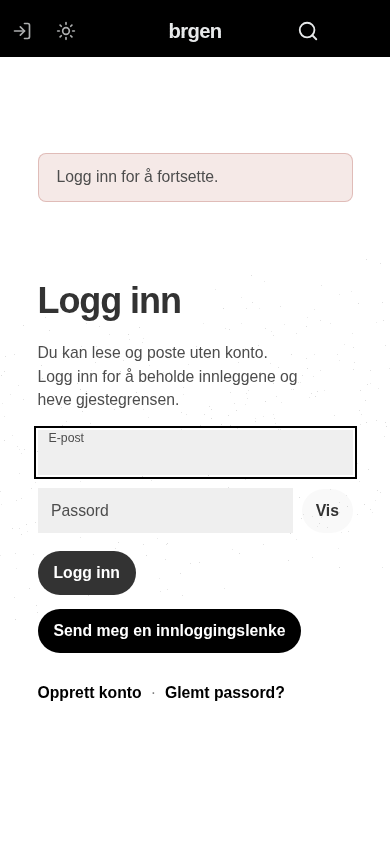 brgen
Logg inn for å fortsette.
Logg inn
Du kan lese og poste uten konto.
Logg inn for å beholde innleggene og
heve gjestegrensen.
E-post
Passord
Vis
Logg inn
Send meg en innloggingslenke
Opprett konto · Glemt passord?